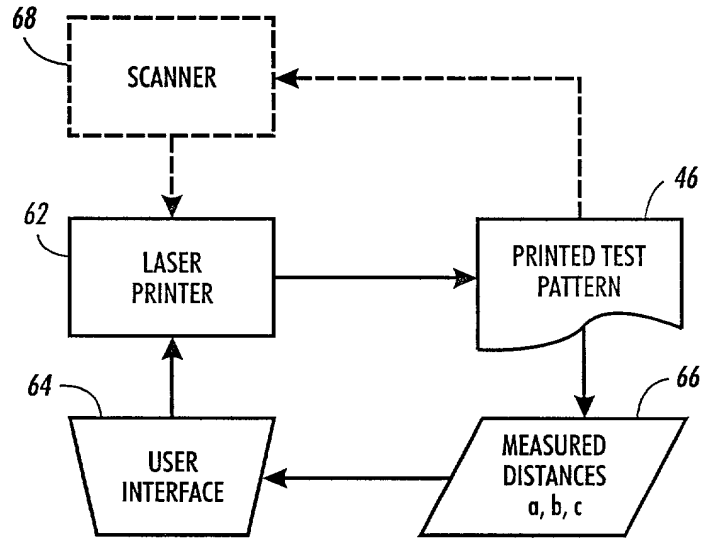 68
SCANNER
46
62
LASER
PRINTER
PRINTED TEST
PATTERN
64
66
USER
INTERFACE
MEASURED
DISTANCES
a, b, c